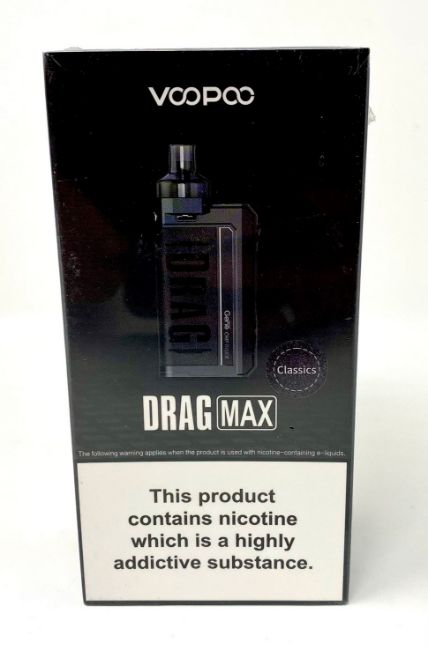 VOOPOO
DRAG
Gene
Classics
DRAG MAX
The following warning applies when the product is used with nicotine-containing e-liquids.
This product
contains nicotine
which is a highly
addictive substance.